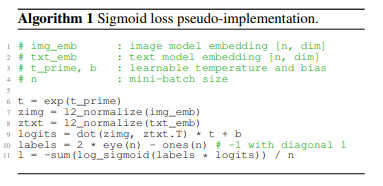 Algorithm 1 Sigmoid loss pseudo-implementation.
1 # img_emb : image model embedding [n, dim]
2 # txt_emb : text model embedding [n, dim]
3 # t_prime, b : learnable temperature and bias
4 # n : mini-batch size
5
6 t = exp(t_prime)
7 zimg = l2_normalize(img_emb)
8 ztxt = l2_normalize(txt_emb)
9 logits = dot(zimg, ztxt.T) * t + b
10 labels = 2 * eye(n) - ones(n) # -1 with diagonal 1
11 l = -sum(log_sigmoid(labels * logits)) / n